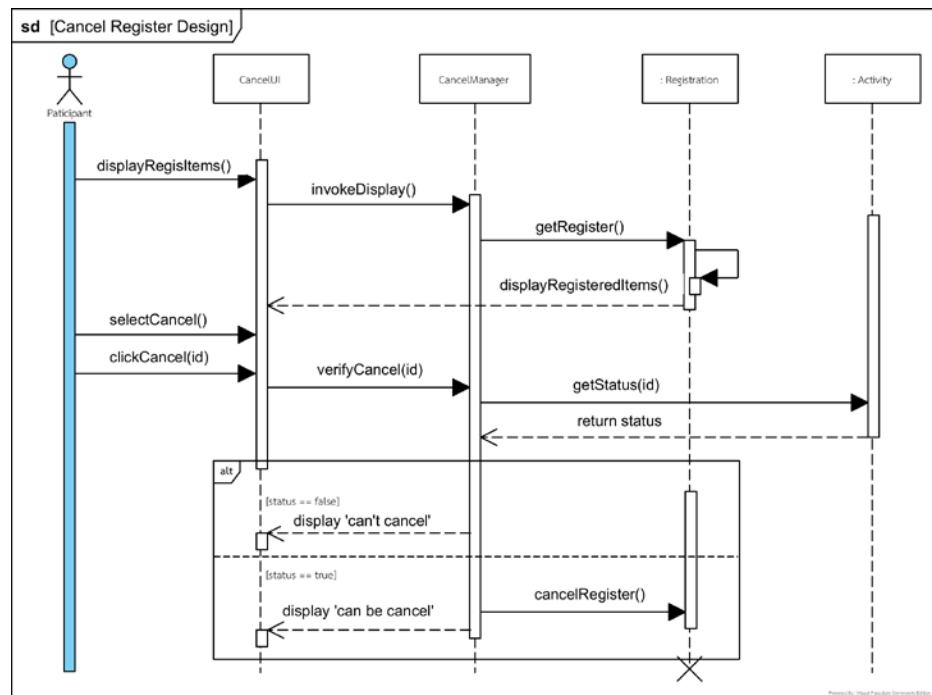 sd [Cancel Register Design]
Paticipant
CancelUI
CancelManager
: Registration
: Activity
displayRegisItems()
invokeDisplay()
getRegister()
displayRegisteredItems()
selectCancel()
clickCancel(id)
verifyCancel(id)
getStatus(id)
return status
alt
[status == false]
display 'can't cancel'
[status == true]
cancelRegister()
display 'can be cancel'